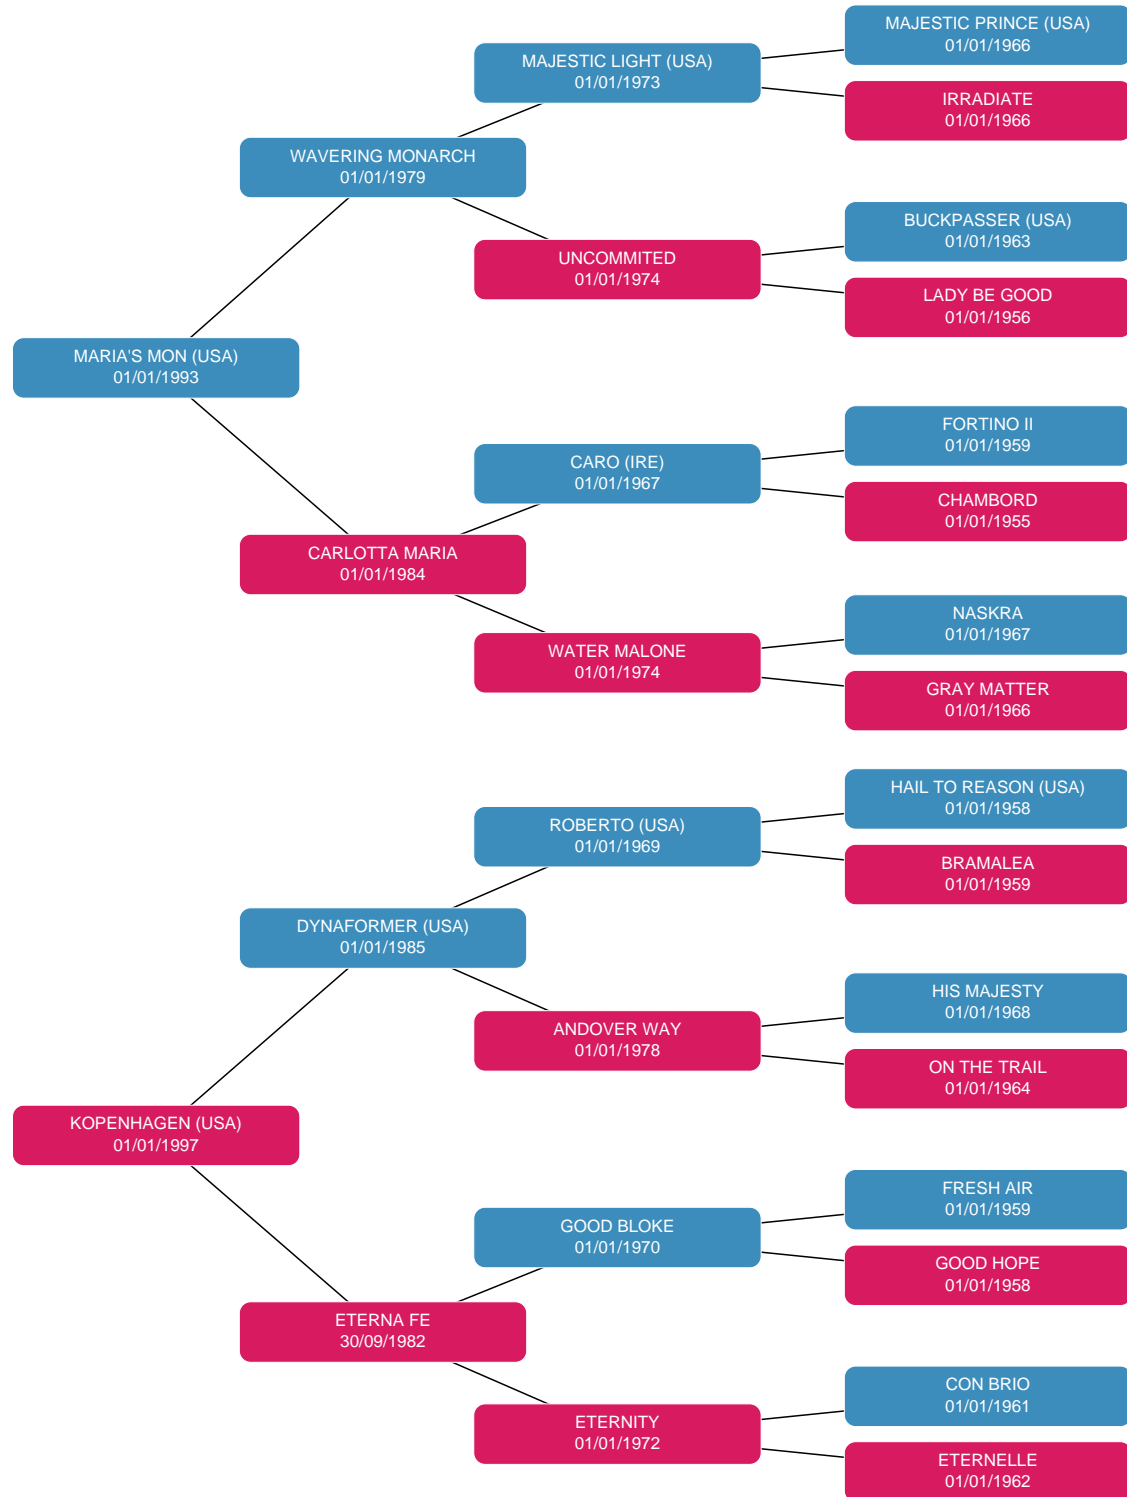 MAJESTIC PRINCE (USA)
01/01/1966
MAJESTIC LIGHT (USA)
01/01/1973
IRRADIATE
01/01/1966
WAVERING MONARCH
01/01/1979
BUCKPASSER (USA)
01/01/1963
UNCOMMITED
01/01/1974
LADY BE GOOD
01/01/1956
MARIA'S MON (USA)
01/01/1993
FORTINO II
01/01/1959
CARO (IRE)
01/01/1967
CHAMBORD
01/01/1955
CARLOTTA MARIA
01/01/1984
NASKRA
01/01/1967
WATER MALONE
01/01/1974
GRAY MATTER
01/01/1966
HAIL TO REASON (USA)
01/01/1958
ROBERTO (USA)
01/01/1969
BRAMALEA
01/01/1959
DYNAFORMER (USA)
01/01/1985
HIS MAJESTY
01/01/1968
ANDOVER WAY
01/01/1978
ON THE TRAIL
01/01/1964
KOPENHAGEN (USA)
01/01/1997
FRESH AIR
01/01/1959
GOOD BLOKE
01/01/1970
GOOD HOPE
01/01/1958
ETERNA FE
30/09/1982
CON BRIO
01/01/1961
ETERNITY
01/01/1972
ETERNELLE
01/01/1962